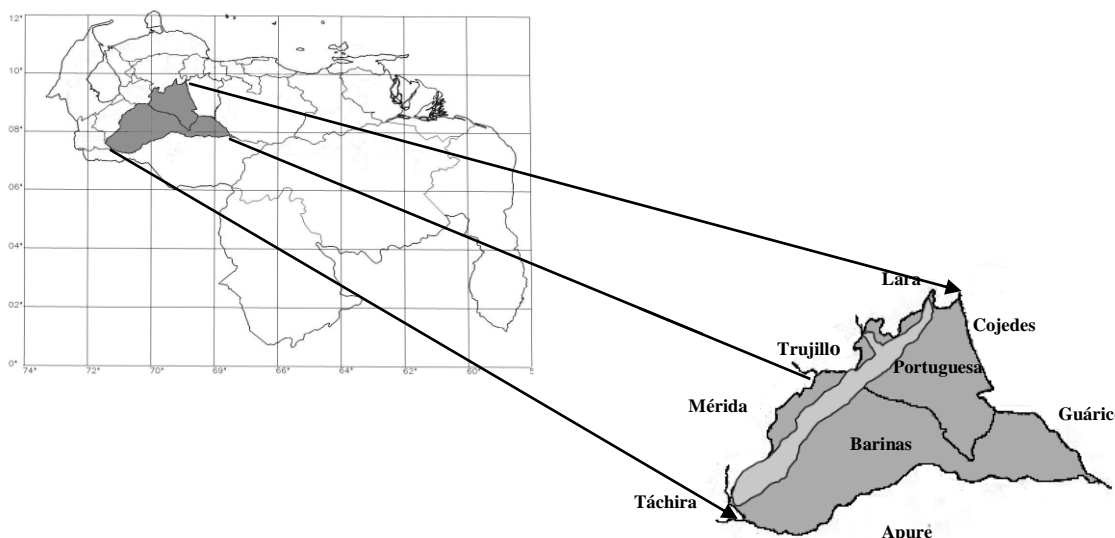 12°
10°
08°
06°
04°
02°
0°
74° 72° 70° 68° 66° 64° 62° 60°
Lara
Cojedes
Trujillo
Portuguesa
Mérida
Guáric
Barinas
Táchira
Apure